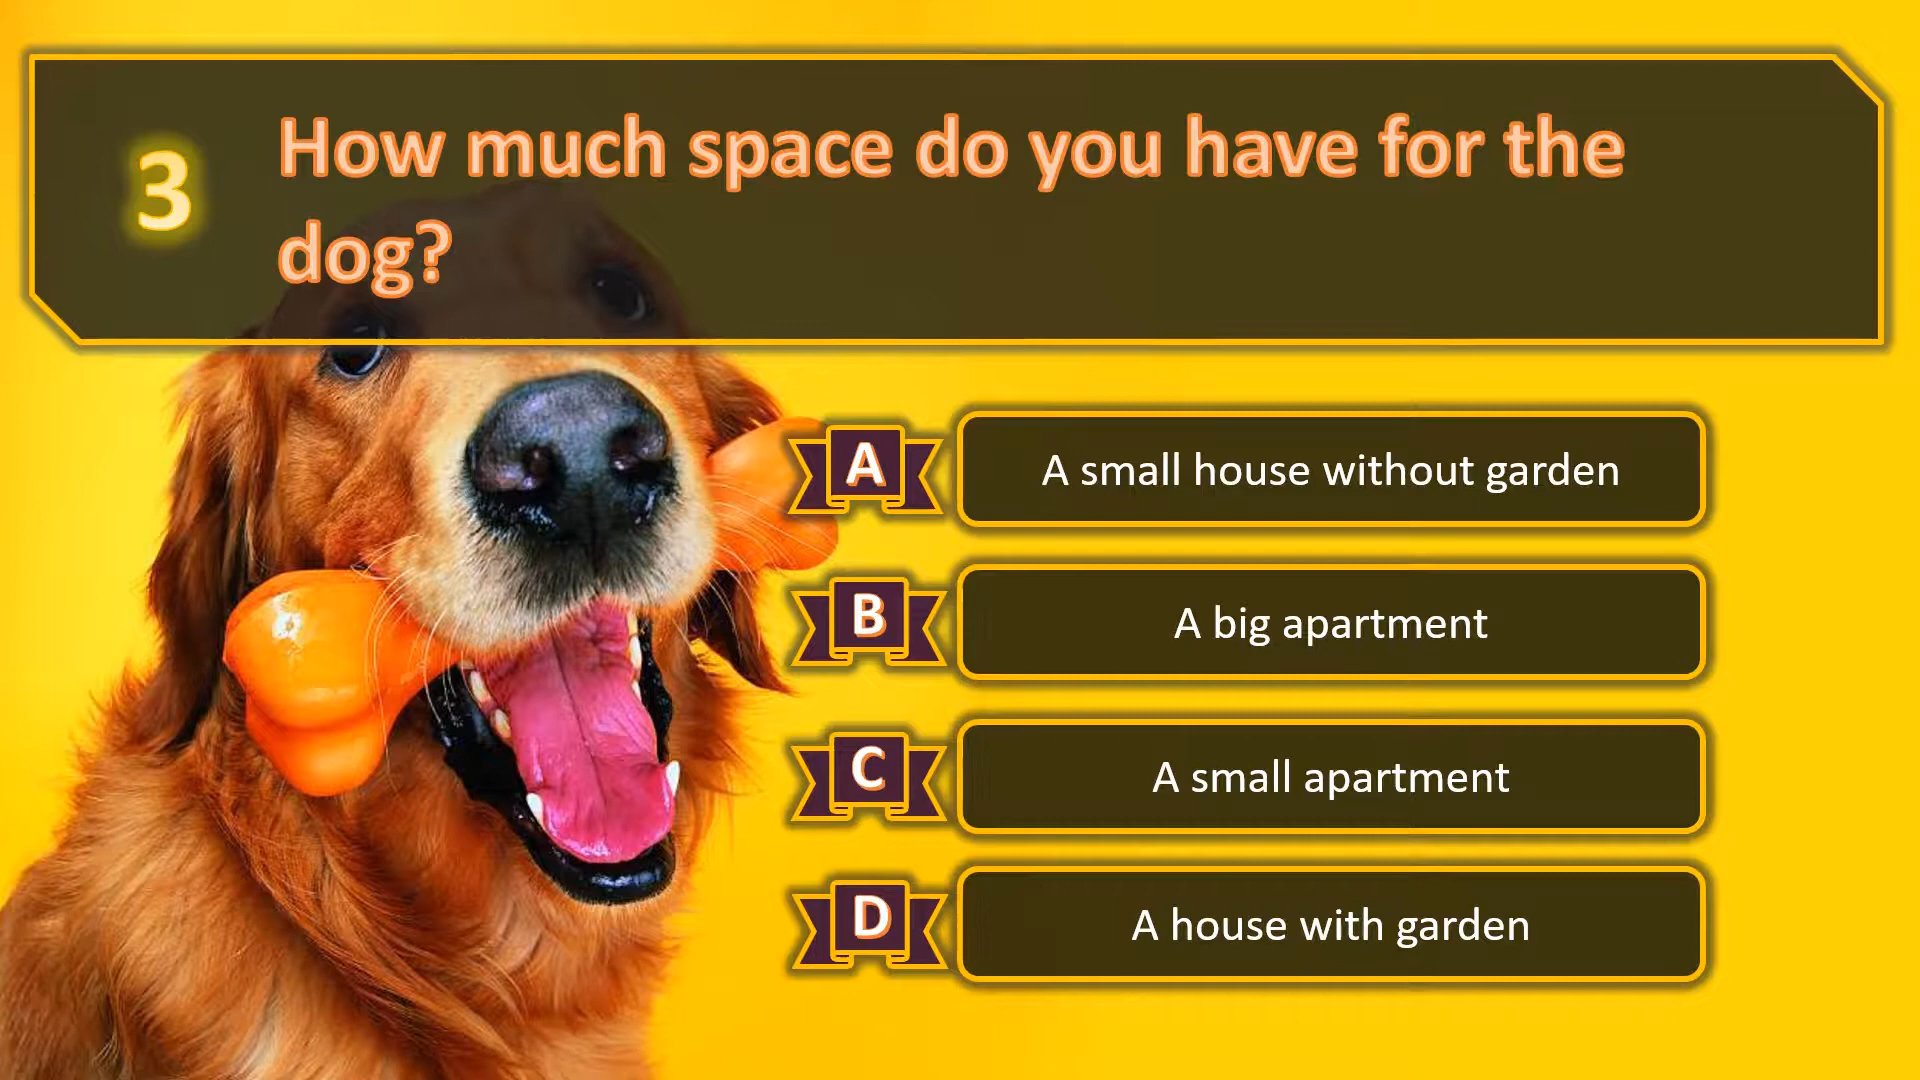 3
How much space do you have for the
dog?
A
A small house without garden
B
A big apartment
C
A small apartment
D
A house with garden